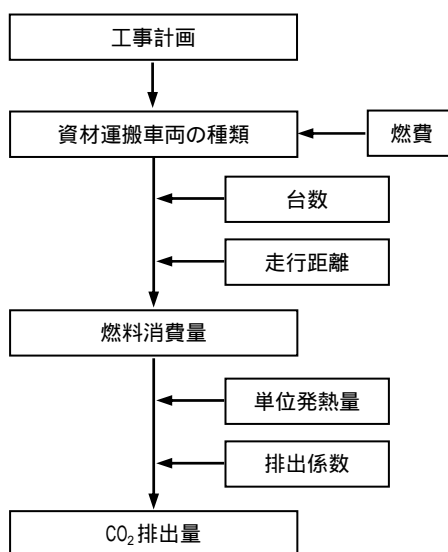 工事計画
資材運搬車両の種類
燃費
台数
走行距離
燃料消費量
単位発熱量
排出係数
CO₂排出量